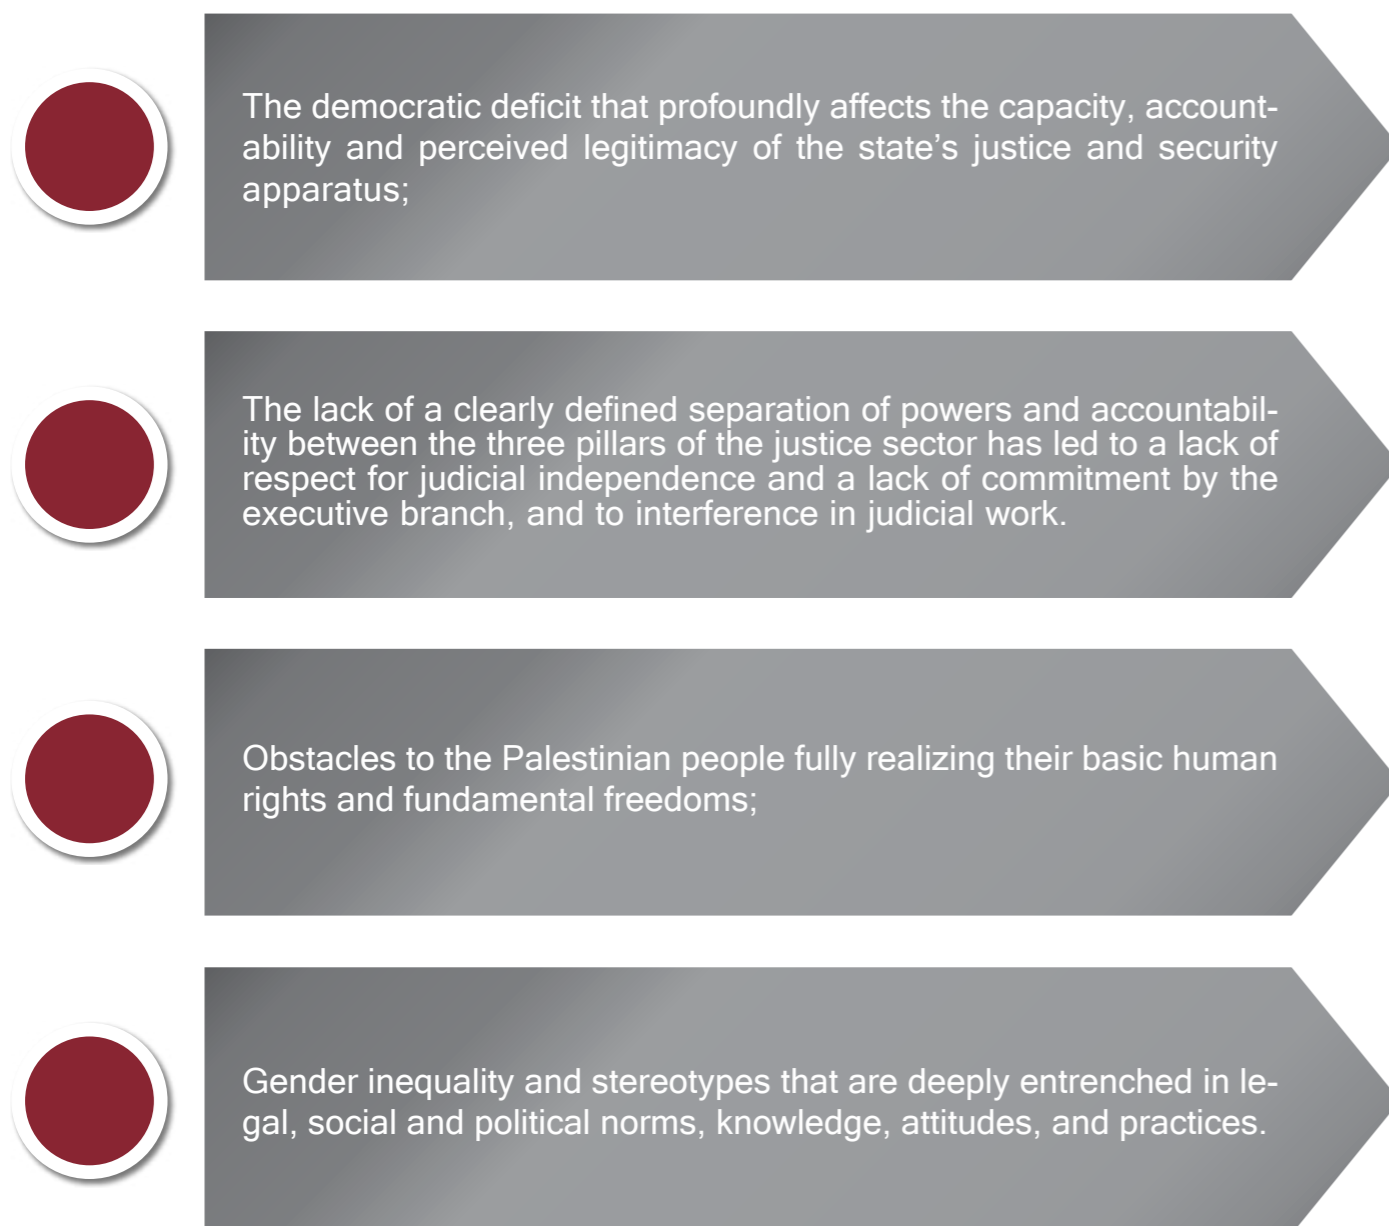 The democratic deficit that profoundly affects the capacity, account-
ability and perceived legitimacy of the state’s justice and security
apparatus;
The lack of a clearly defined separation of powers and accountabil-
ity between the three pillars of the justice sector has led to a lack of
respect for judicial independence and a lack of commitment by the
executive branch, and to interference in judicial work.
Obstacles to the Palestinian people fully realizing their basic human
rights and fundamental freedoms;
Gender inequality and stereotypes that are deeply entrenched in le-
gal, social and political norms, knowledge, attitudes, and practices.